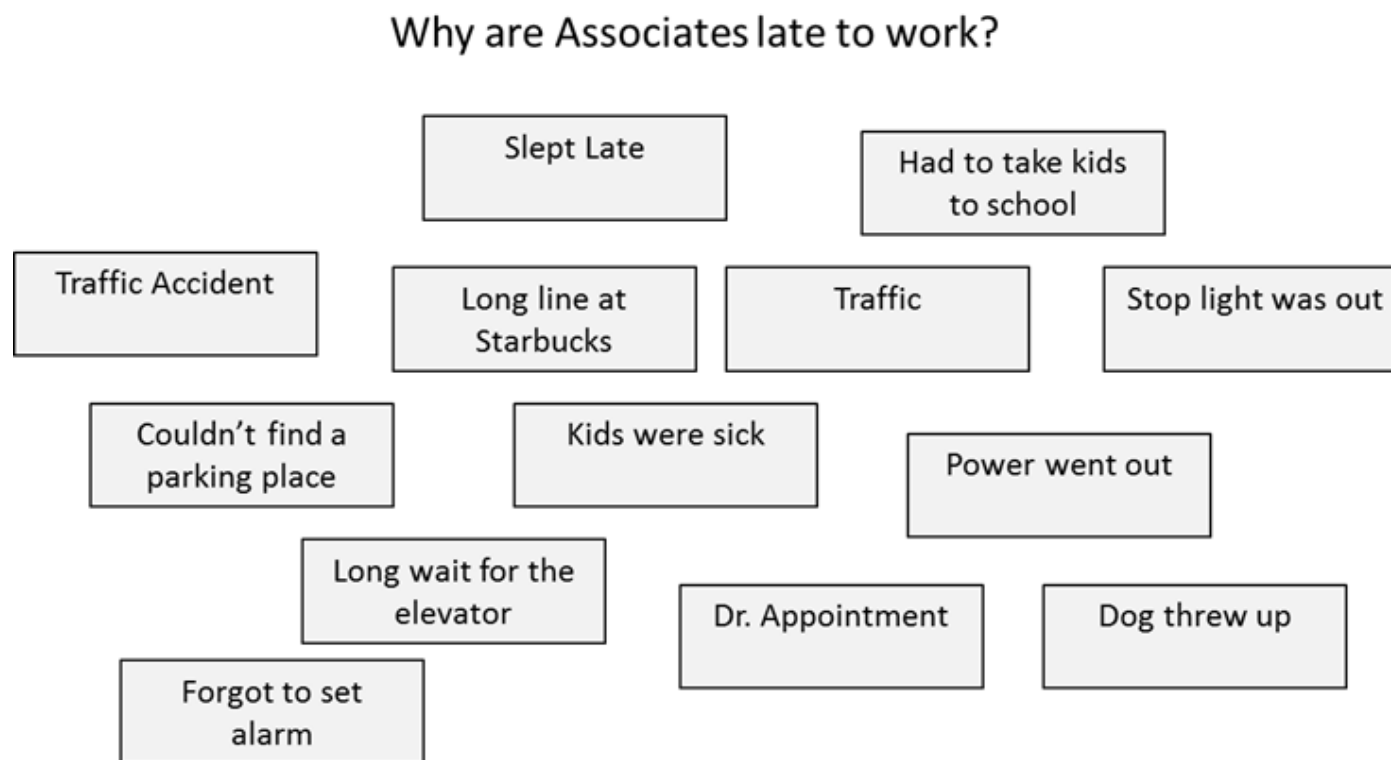 Why are Associates late to work?
Slept Late
Had to take kids
to school
Traffic Accident
Long line at
Starbucks
Traffic
Stop light was out
Couldn’t find a
parking place
Kids were sick
Power went out
Long wait for the
elevator
Dr. Appointment
Dog threw up
Forgot to set
alarm